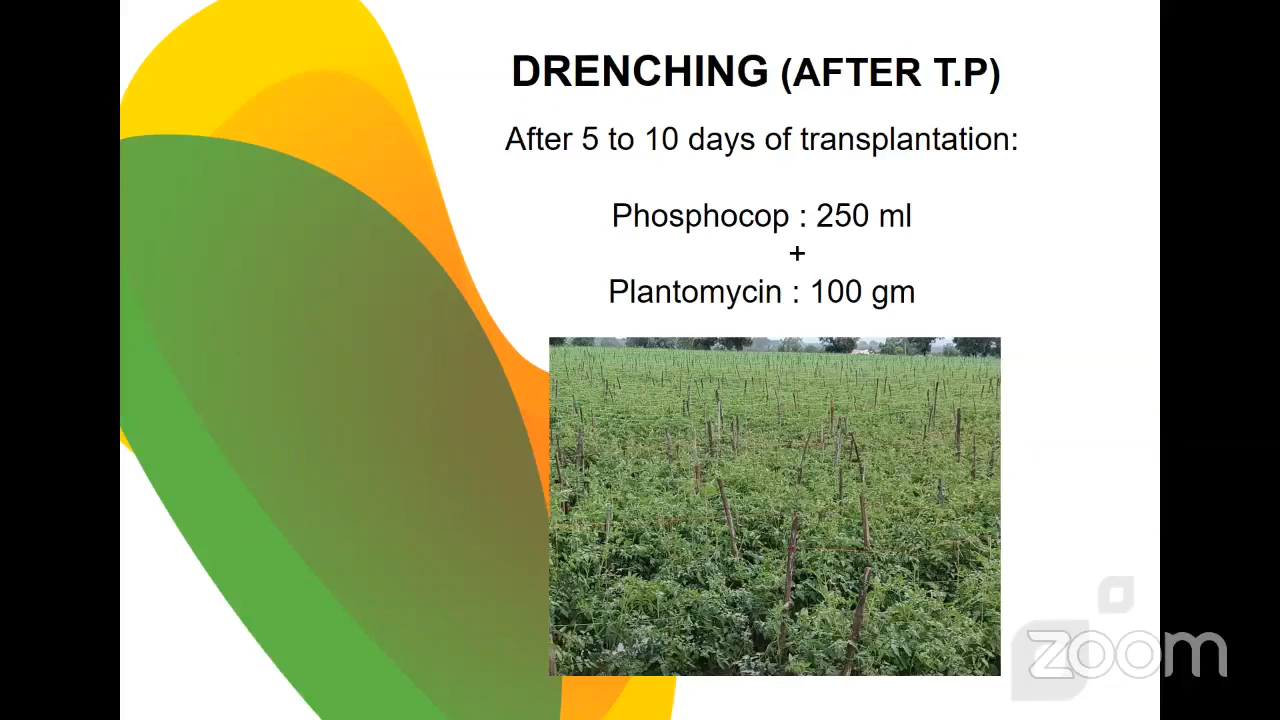 DRENCHING (AFTER T.P)
After 5 to 10 days of transplantation:
Phosphocop : 250 ml
+
Plantomycin : 100 gm
zoom